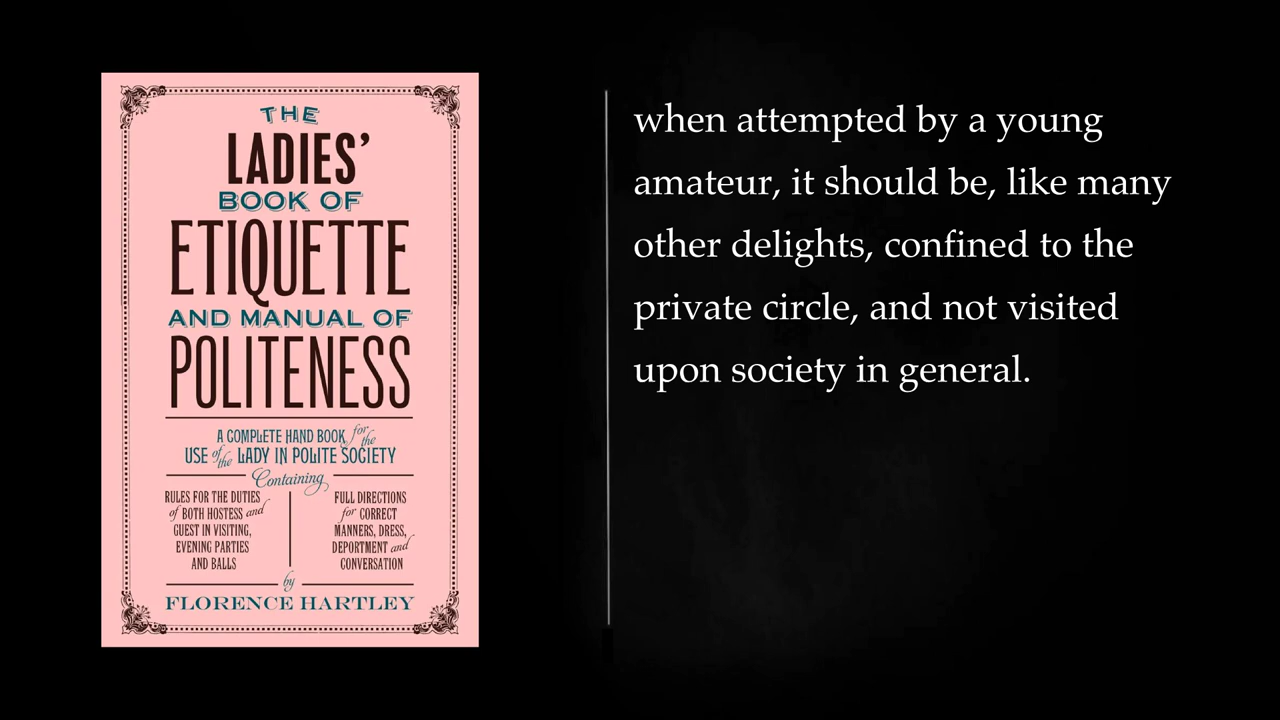 THE
LADIES'
BOOK OF
ETIQUETTE
AND MANUAL OF
POLITENESS
A COMPLETE HAND BOOK for the
USE of the LADY IN POLITE SOCIETY
Containing
RULES FOR THE DUTIES
of BOTH HOSTESS and
GUEST IN VISITING,
EVENING PARTIES
AND BALLS
FULL DIRECTIONS
for CORRECT
MANNERS, DRESS,
DEPORTMENT and
CONVERSATION
by
FLORENCE HARTLEY
when attempted by a young
amateur, it should be, like many
other delights, confined to the
private circle, and not visited
upon society in general.